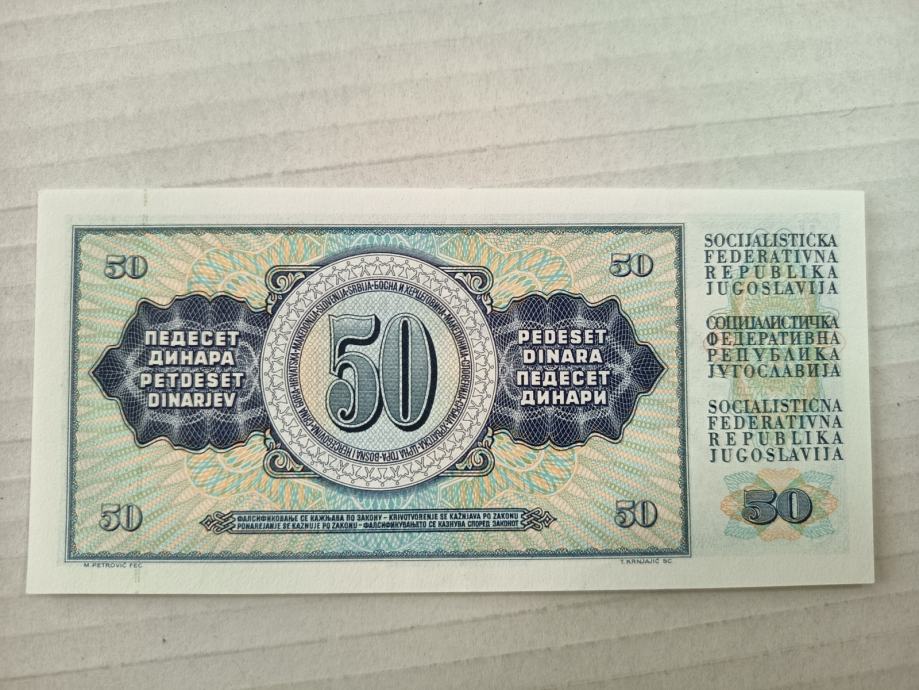 50
50
ПЕДЕСЕТ
ДИНАРА
PETDESET
DINARJEV
50
PEDESET
DINARA
ПЕДЕСЕТ
ДИНАРИ
50
50
ФАЛСИФИКОВАЊЕ СЕ КАЖЊАВА ПО ЗАКОНУ – KRIVOTVORENJE SE KAŽNJAVA PO ZAKONU
PONAREJANJE SE KAZNUJE PO ZAKONU – ФАЛСИФИКУВАЊЕТО СЕ КАЗНУВА СПОРЕД ЗАКОНОТ
M. PETROVIĆ FEC.
T. KRNJAJIĆ SC.
SOCIJALISTIČKA
FEDERATIVNA
REPUBLIKA
JUGOSLAVIJA
СОЦИЈАЛИСТИЧКА
ФЕДЕРАТИВНА
РЕПУБЛИКА
ЈУГОСЛАВИЈА
SOCIALISTIČNA
FEDERATIVNA
REPUBLIKA
JUGOSLAVIJA
50